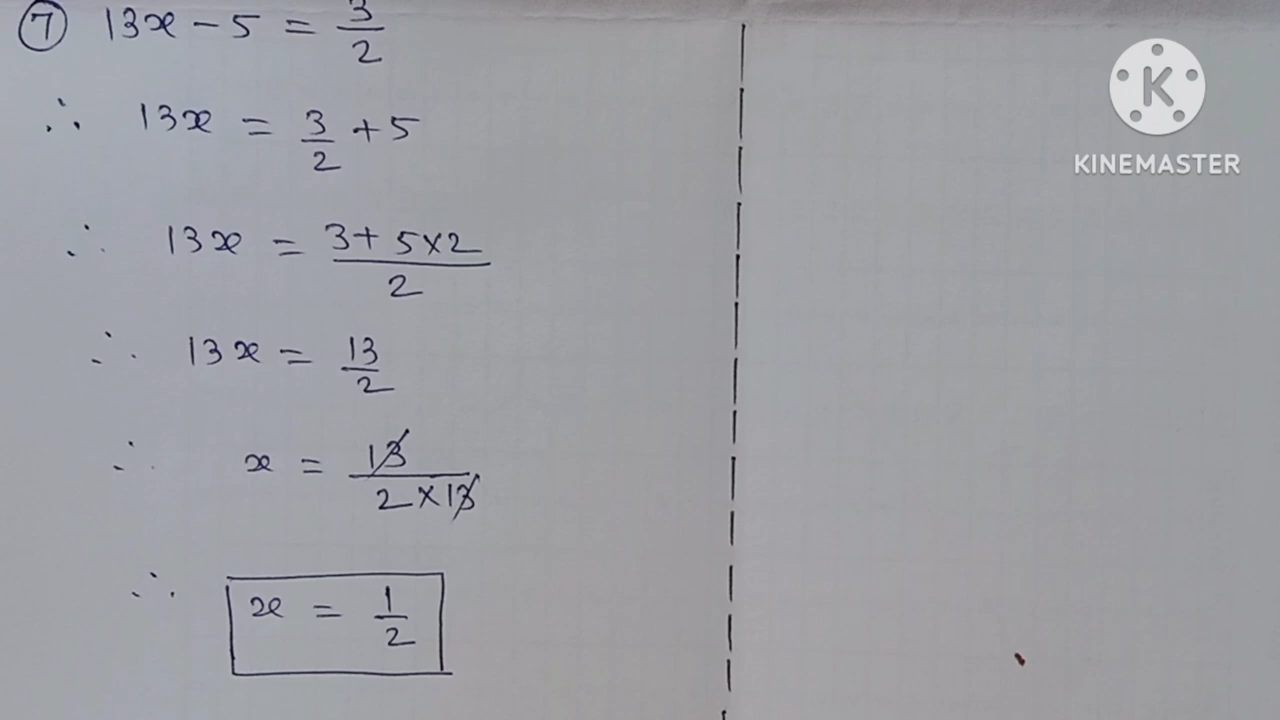 ⑦ 13x - 5 = 3/2
∴ 13x = 3/2 + 5
∴ 13x = (3 + 5×2)/2
∴ 13x = 13/2
∴ x = 13/(2×13)
∴ x = 1/2
K
KINEMASTER